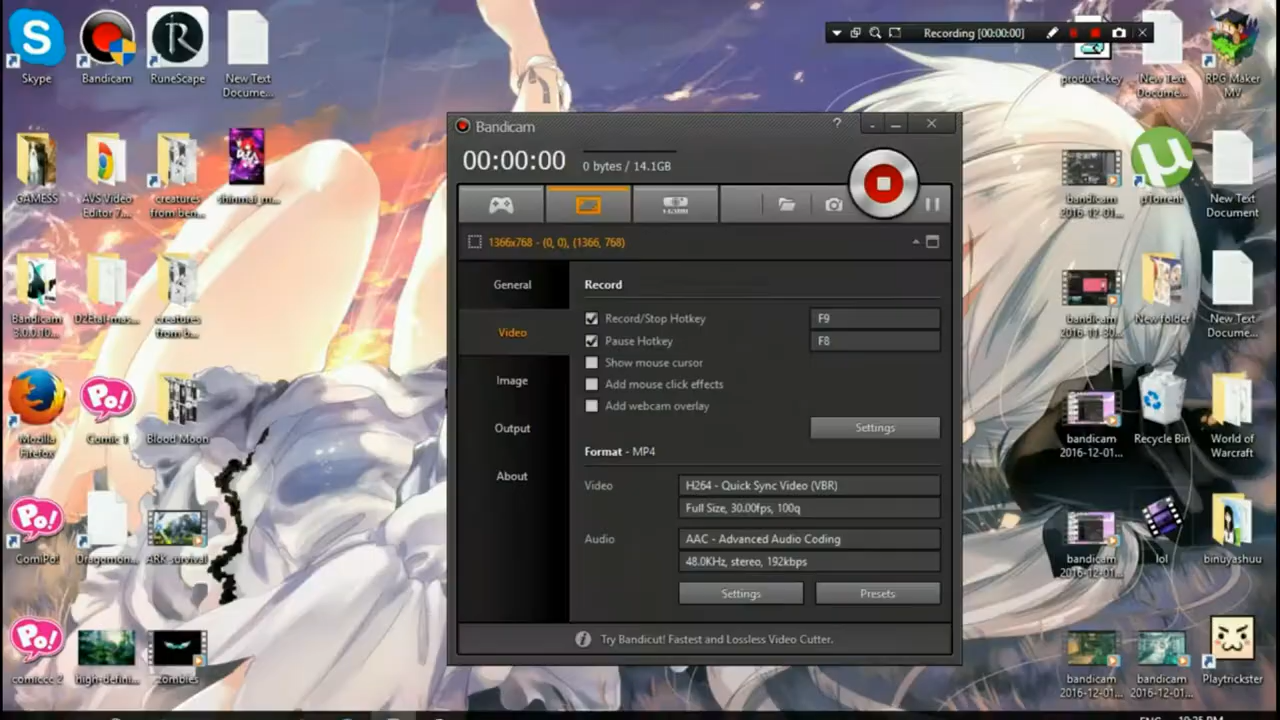 Skype
Bandicam
RuneScape
New Text
Docume...
Recording [00:00:00]
product-key
New Text
Docume...
RPG Maker
MV
GAMESS
AVS Video
Editor 7...
creatures
from ben...
shinmai_m...
Bandicam
00:00:00
0 bytes / 14.1GB
1366x768 - (0, 0), (1366, 768)
General
Video
Image
Output
About
Record
Record/Stop Hotkey
F9
Pause Hotkey
F8
Show mouse cursor
Add mouse click effects
Add webcam overlay
Settings
Format - MP4
Video
H264 - Quick Sync Video (VBR)
Full Size, 30.00fps, 100q
Audio
AAC - Advanced Audio Coding
48.0KHz, stereo, 192kbps
Settings
Presets
Try Bandicut! Fastest and Lossless Video Cutter.
bandicam
2016-12-01...
µTorrent
New Text
Document
Bandicam
3.0.0.10...
creatures
from b...
bandicam
2016-11-30...
New folder
New Text
Docume...
Mozilla
Firefox
Po!
Comic 1
Blood Moon
bandicam
2016-12-01...
Recycle Bin
World of
Warcraft
Po!
ComiPo!
Dragomon...
ARK-survival
bandicam
2016-12-01...
lol
binuyashuu
Po!
comiccc 2
high-defini...
zombies
bandicam
2016-12-01...
bandicam
2016-12-01...
Playtrickster